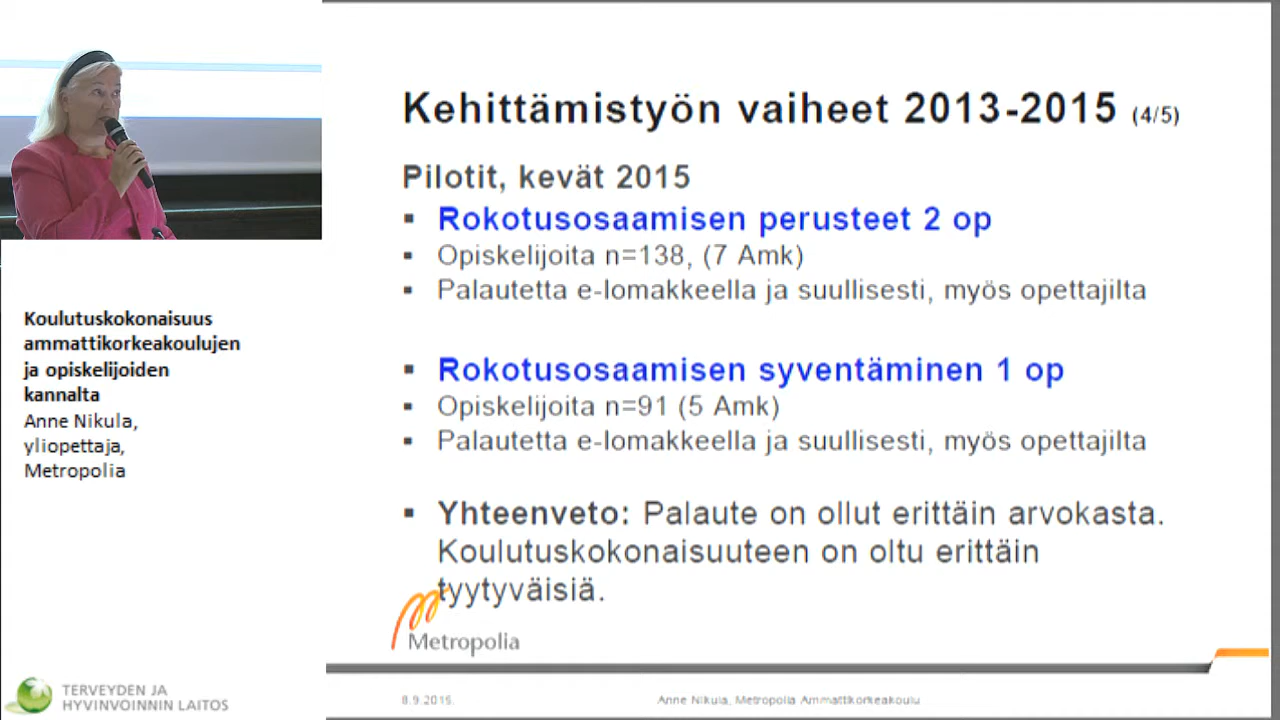 Kehittämistyön vaiheet 2013-2015 (4/5)
Pilotit, kevät 2015
▪ Rokotusosaamisen perusteet 2 op
▪ Opiskelijoita n=138, (7 Amk)
▪ Palautetta e-lomakkeella ja suullisesti, myös opettajilta
▪ Rokotusosaamisen syventäminen 1 op
▪ Opiskelijoita n=91 (5 Amk)
▪ Palautetta e-lomakkeella ja suullisesti, myös opettajilta
▪ Yhteenveto: Palaute on ollut erittäin arvokasta.
Koulutuskokonaisuuteen on oltu erittäin
tyytyväisiä.
Metropolia
8.9.2015.
Anne Nikula, Metropolia Ammattikorkeakoulu
Koulutuskokonaisuus
ammattikorkeakoulujen
ja opiskelijoiden
kannalta
Anne Nikula,
yliopettaja,
Metropolia
TERVEYDEN JA
HYVINVOINNIN LAITOS